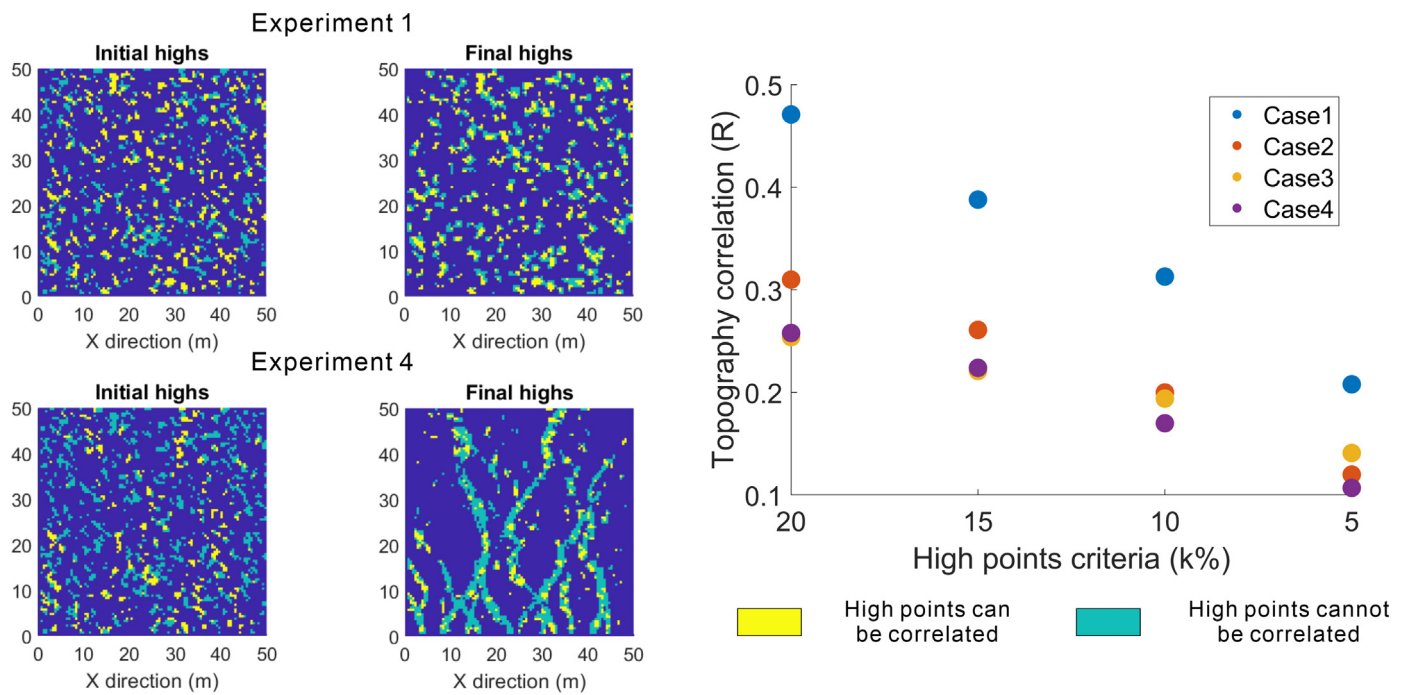 Experiment 1
Initial highs
50
40
30
20
10
0
0 10 20 30 40 50
X direction (m)
Final highs
50
40
30
20
10
0
0 10 20 30 40 50
X direction (m)
Experiment 4
Initial highs
50
40
30
20
10
0
0 10 20 30 40 50
X direction (m)
Final highs
50
40
30
20
10
0
0 10 20 30 40 50
X direction (m)
Topography correlation (R)
0.5
0.4
0.3
0.2
0.1
20 15 10 5
High points criteria (k%)
Case1
Case2
Case3
Case4
High points can
be correlated
High points cannot
be correlated